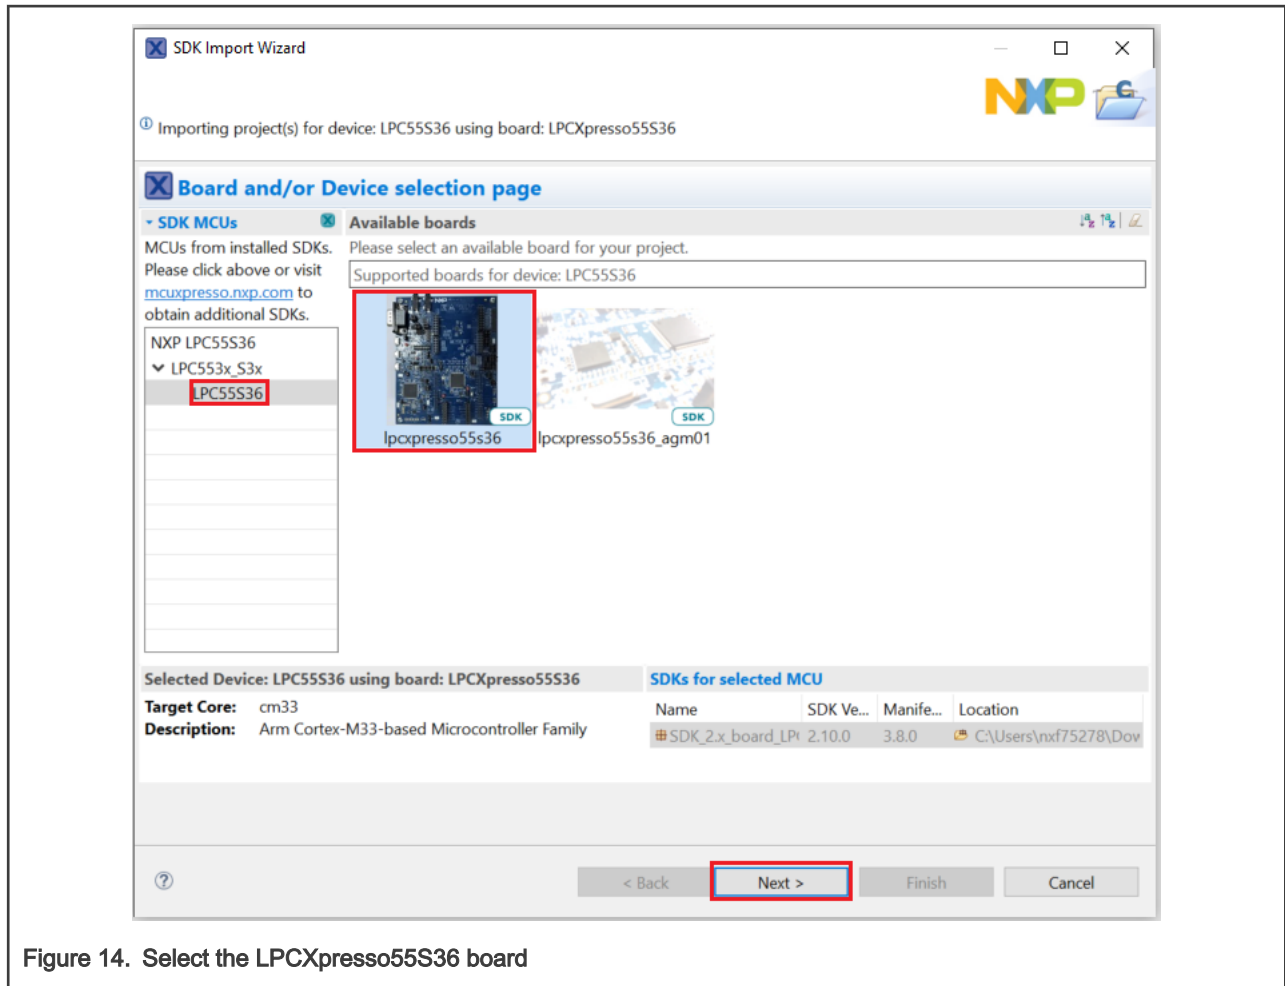 SDK Import Wizard
NXP
Importing project(s) for device: LPC55S36 using board: LPCXpresso55S36
Board and/or Device selection page
SDK MCUs
MCUs from installed SDKs.
Please click above or visit
mcuxpresso.nxp.com to
obtain additional SDKs.
NXP LPC55S36
LPC553x_S3x
LPC55S36
Available boards
Please select an available board for your project.
Supported boards for device: LPC55S36
SDK
lpcxpresso55s36
SDK
lpcxpresso55s36_agm01
Selected Device: LPC55S36 using board: LPCXpresso55S36
Target Core: cm33
Description: Arm Cortex-M33-based Microcontroller Family
SDKs for selected MCU
Name SDK Ve... Manife... Location
SDK_2.x_board_LP 2.10.0 3.8.0 C:\Users\nxf75278\Dow
< Back Next > Finish Cancel
Figure 14. Select the LPCXpresso55S36 board